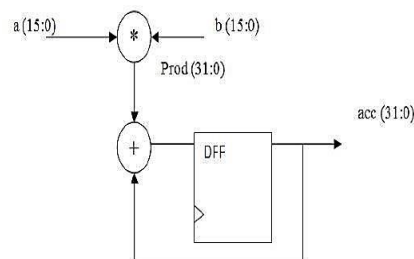 a (15:0)
b (15:0)
*
Prod (31:0)
acc (31:0)
+
DFF